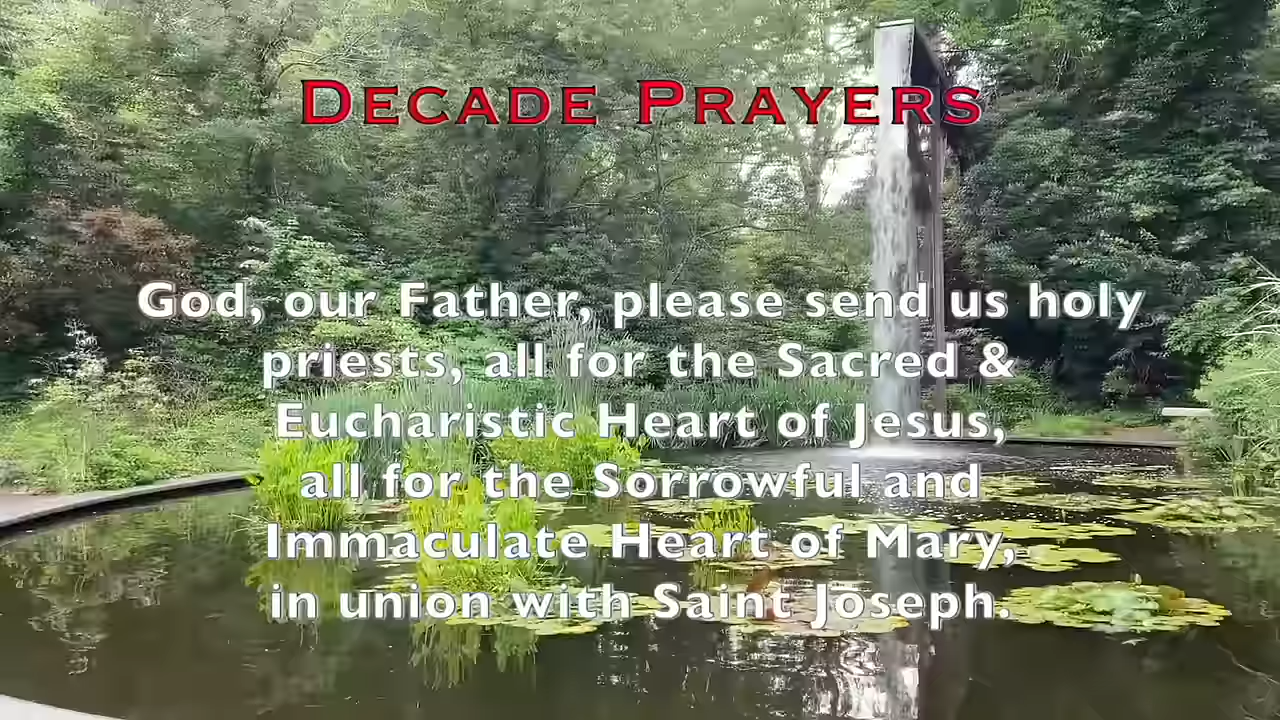 Decade Prayers
God, our Father, please send us holy
priests, all for the Sacred &
Eucharistic Heart of Jesus,
all for the Sorrowful and
Immaculate Heart of Mary,
in union with Saint Joseph.